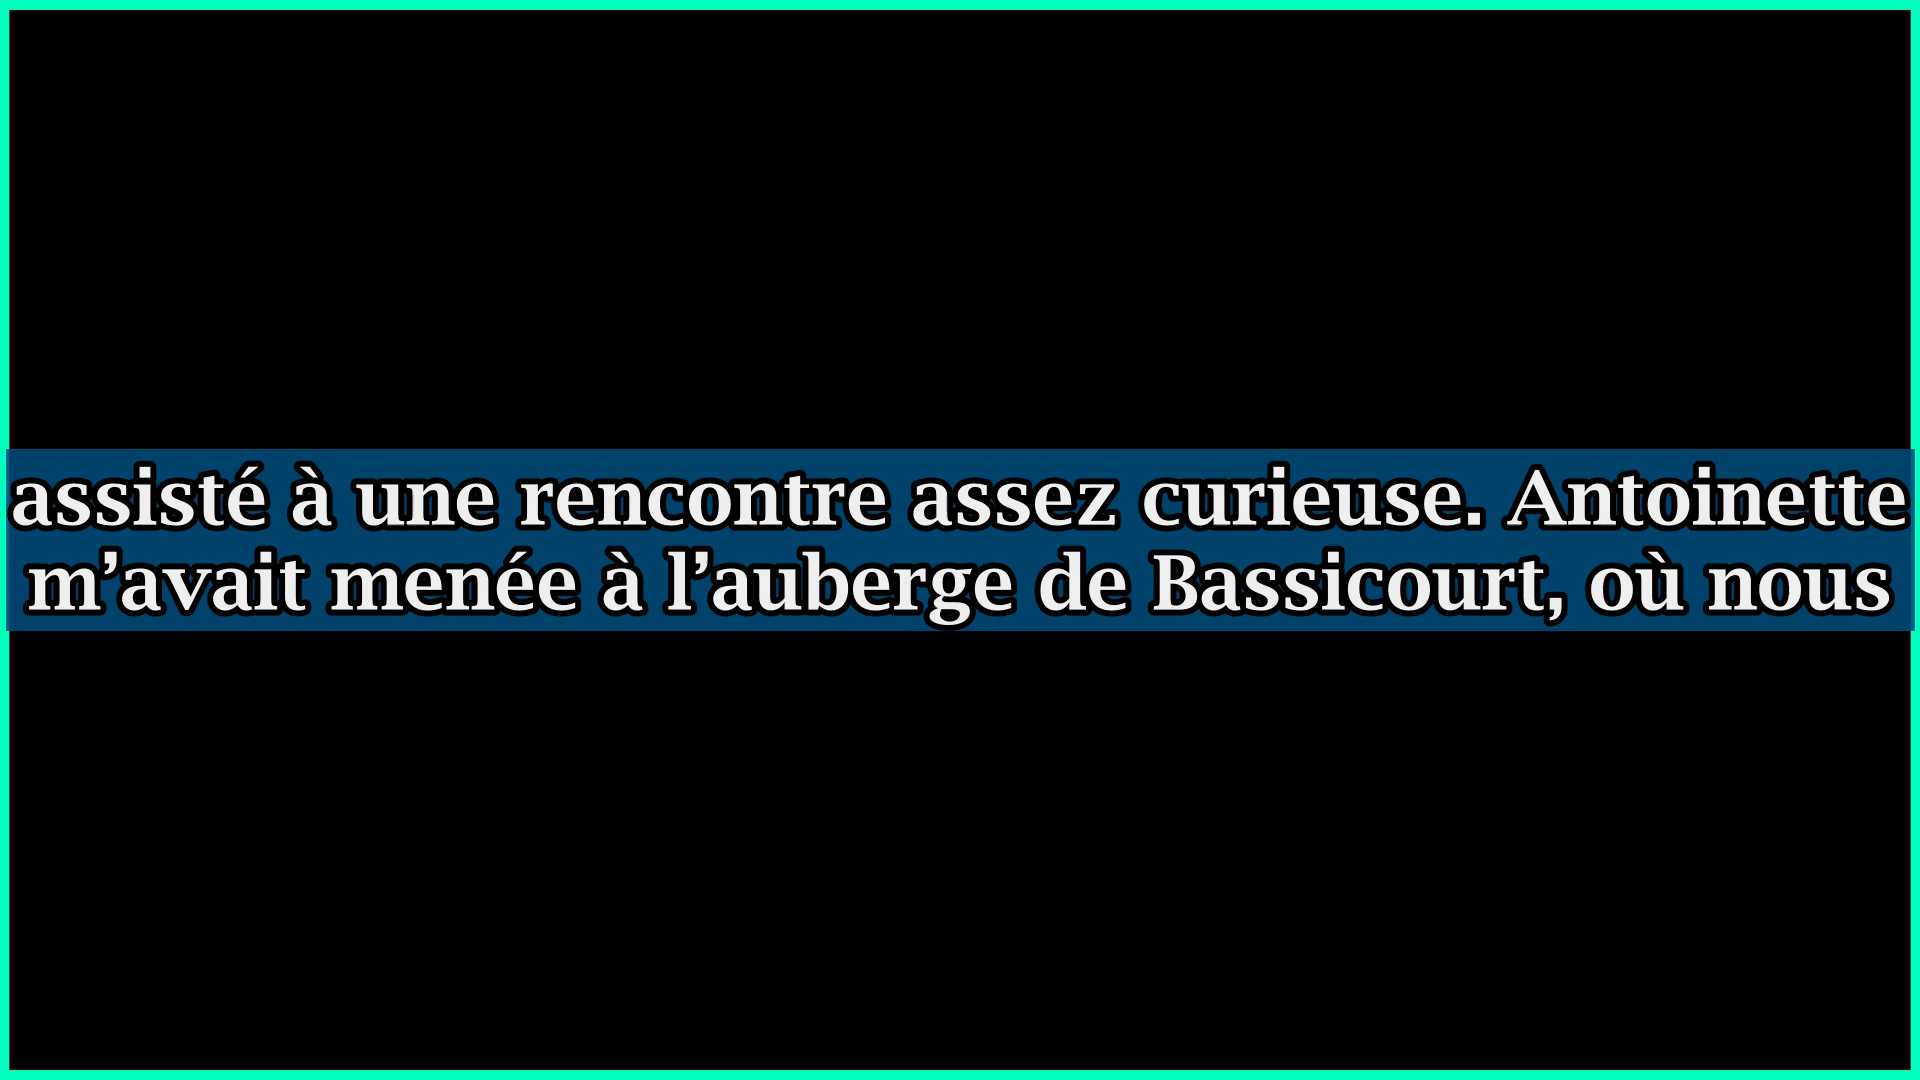 assisté à une rencontre assez curieuse. Antoinette
m’avait menée à l’auberge de Bassicourt, où nous